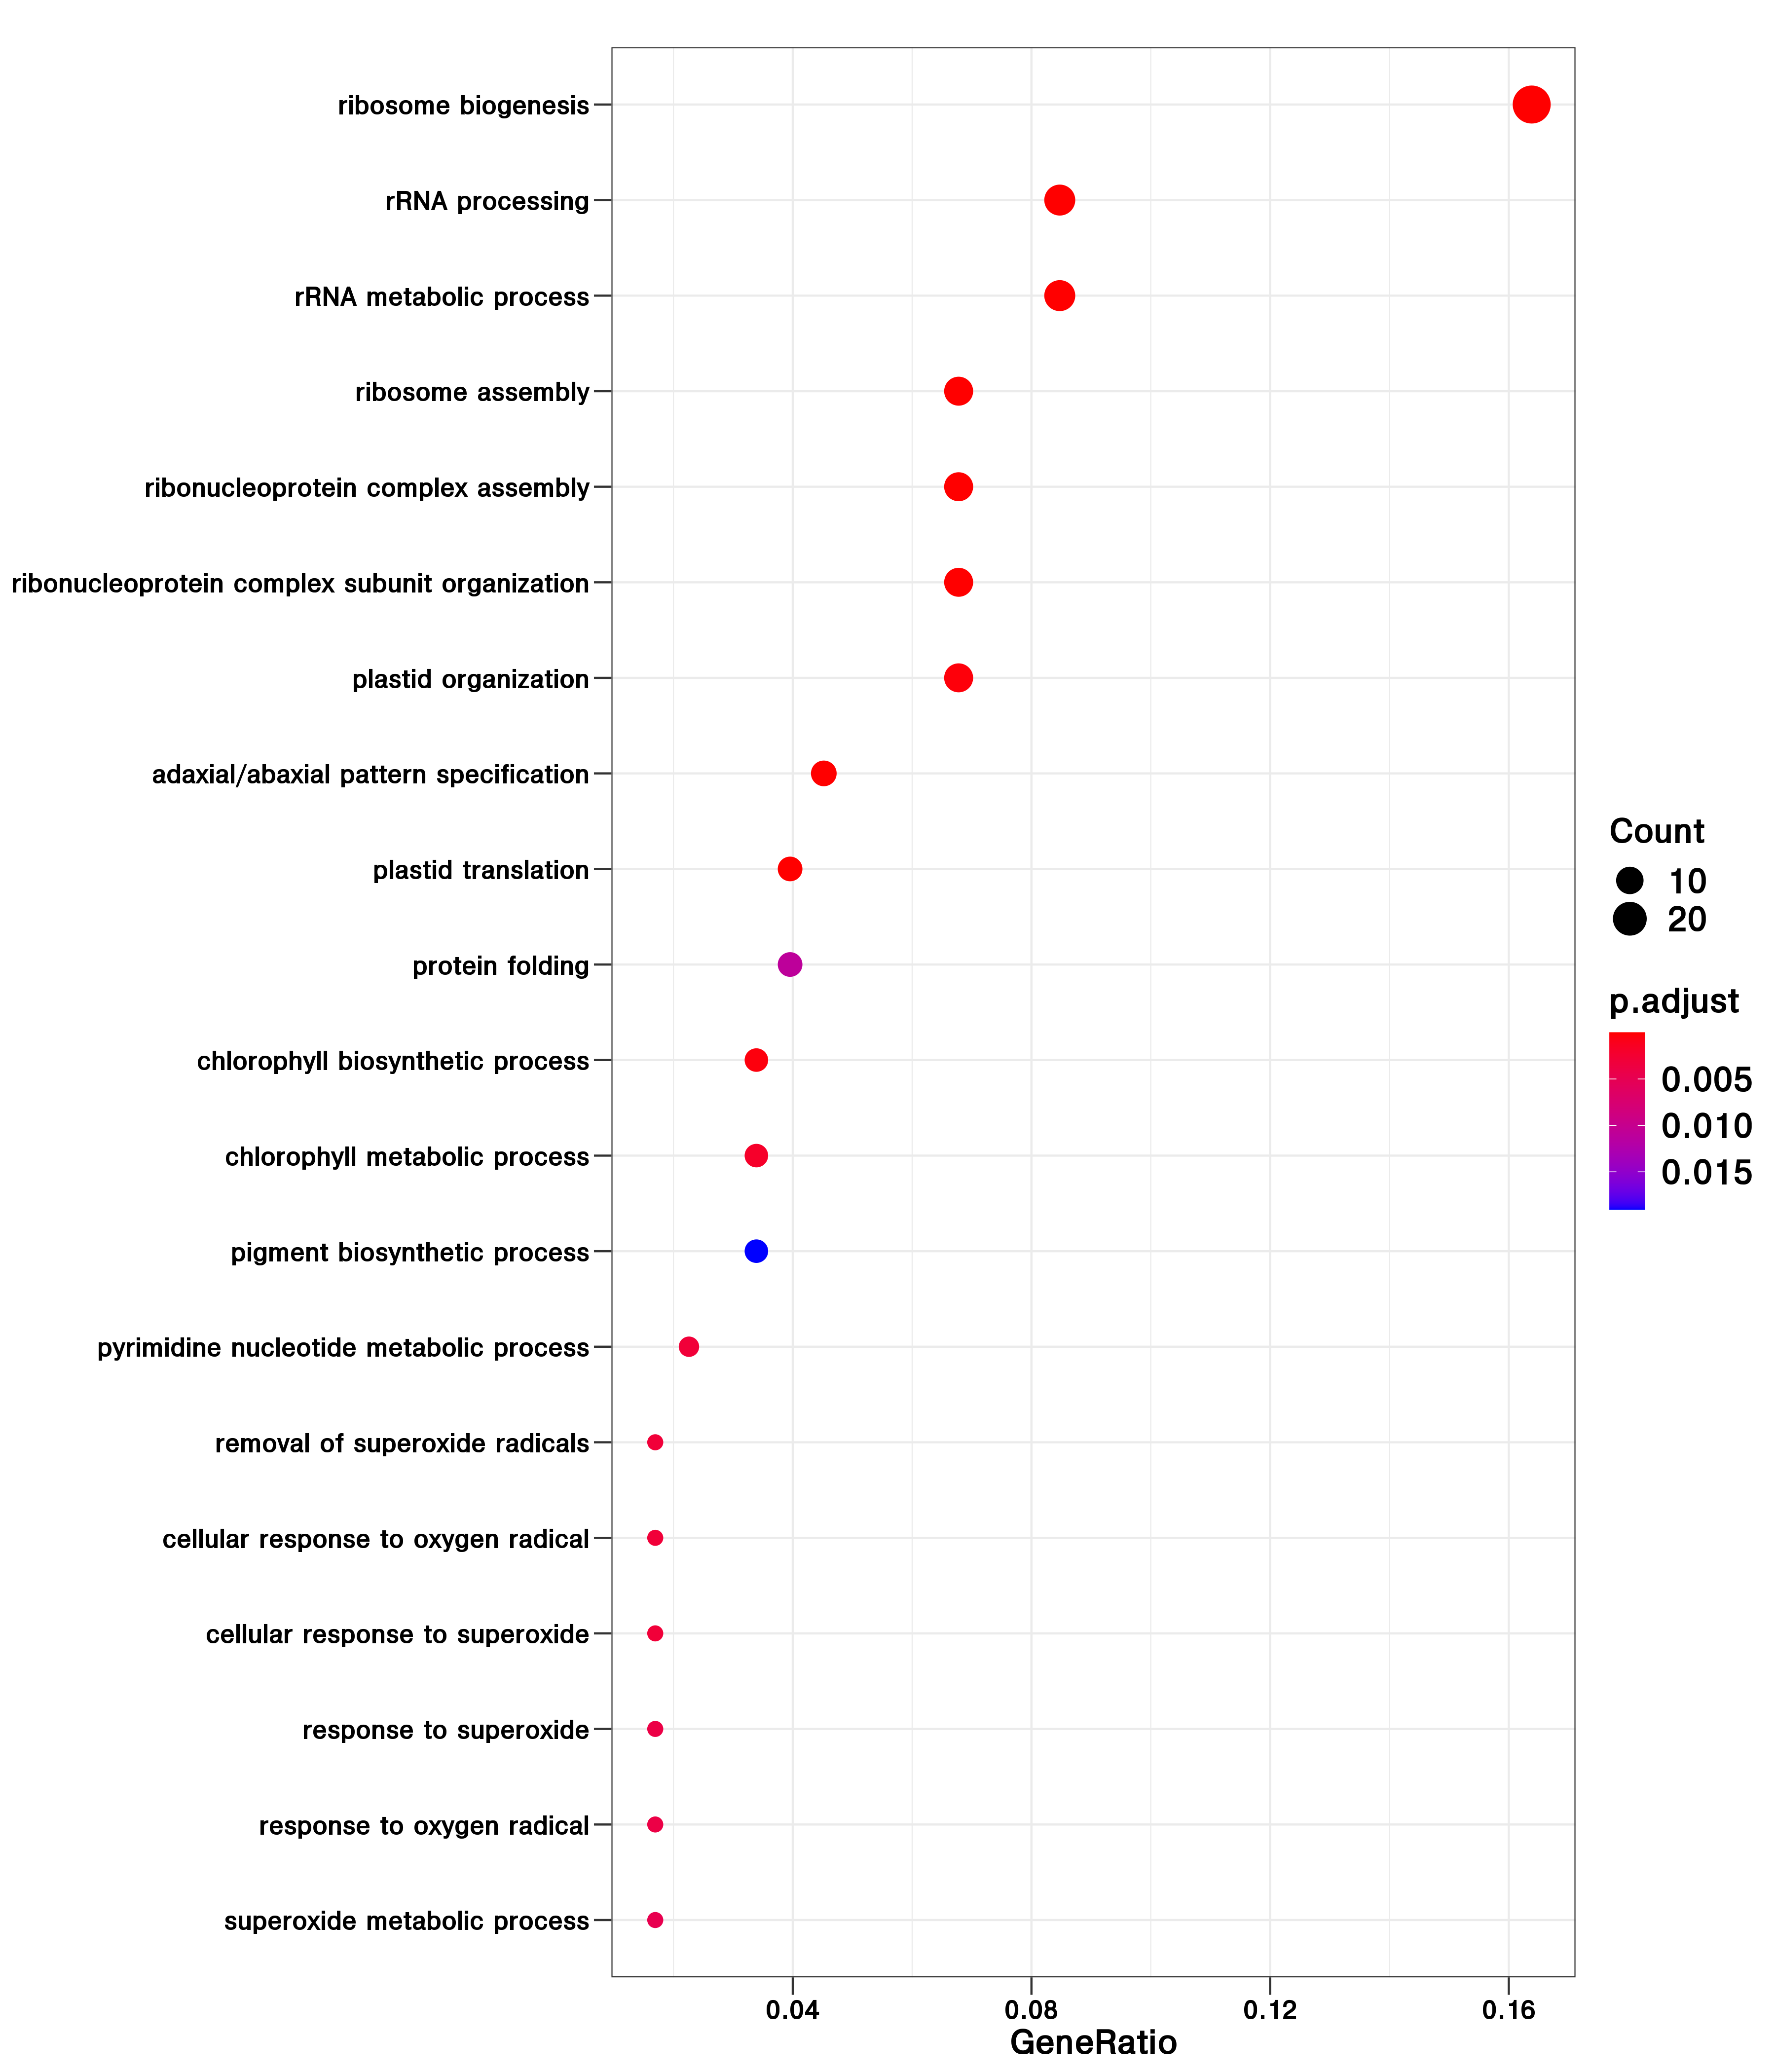 ribosome biogenesis
rRNA processing
rRNA metabolic process
ribosome assembly
ribonucleoprotein complex assembly
ribonucleoprotein complex subunit organization
plastid organization
adaxial/abaxial pattern specification
plastid translation
protein folding
chlorophyll biosynthetic process
chlorophyll metabolic process
pigment biosynthetic process
pyrimidine nucleotide metabolic process
removal of superoxide radicals
cellular response to oxygen radical
cellular response to superoxide
response to superoxide
response to oxygen radical
superoxide metabolic process
0.04 0.08 0.12 0.16
GeneRatio
Count
10
20
p.adjust
0.005
0.010
0.015